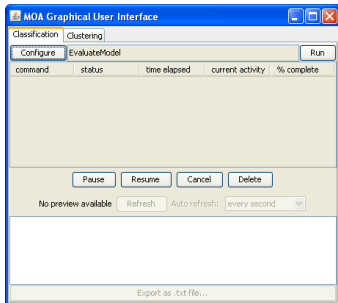 MOA Graphical User Interface
Classification Clustering
Configure EvaluateModel Run
command status time elapsed current activity % complete
Pause Resume Cancel Delete
No preview available Refresh Auto refresh: every second
Export as .txt file...